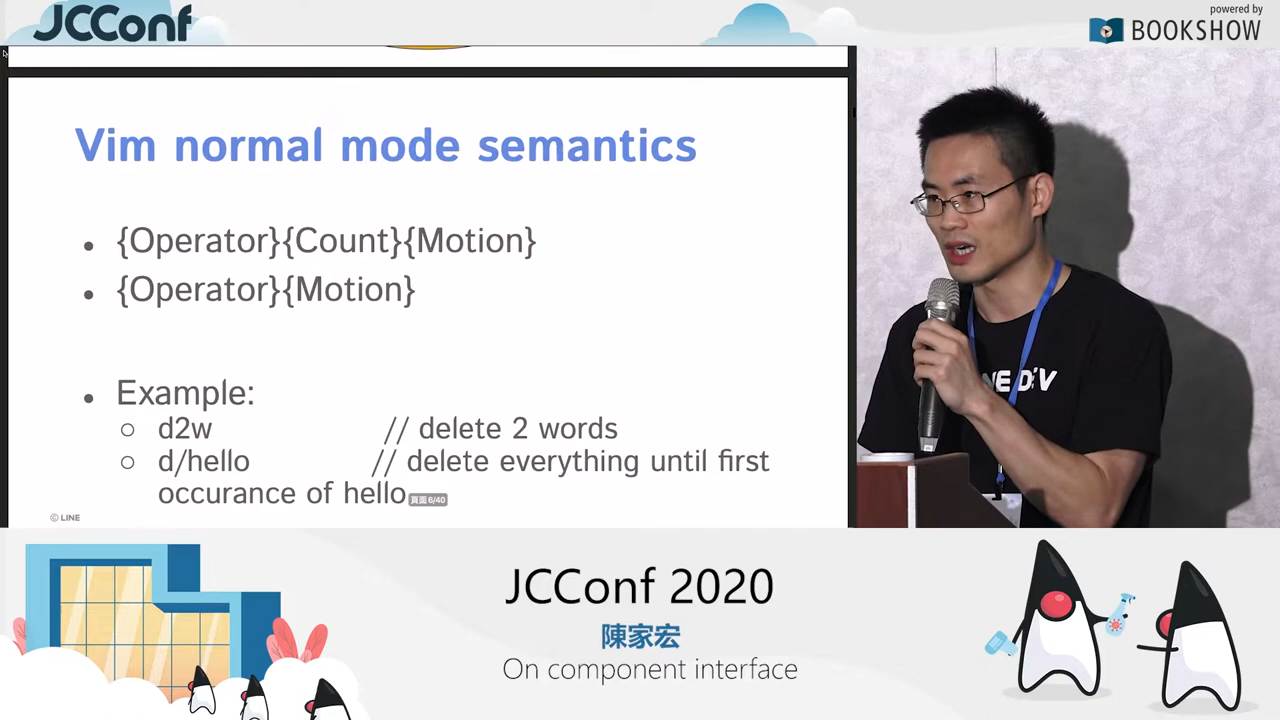 JCConf
powered by
BOOKSHOW
Vim normal mode semantics
• {Operator}{Count}{Motion}
• {Operator}{Motion}
• Example:
○ d2w // delete 2 words
○ d/hello // delete everything until first
occurance of hello
頁面 6/40
© LINE
NE DEV
JCConf 2020
陳家宏
On component interface